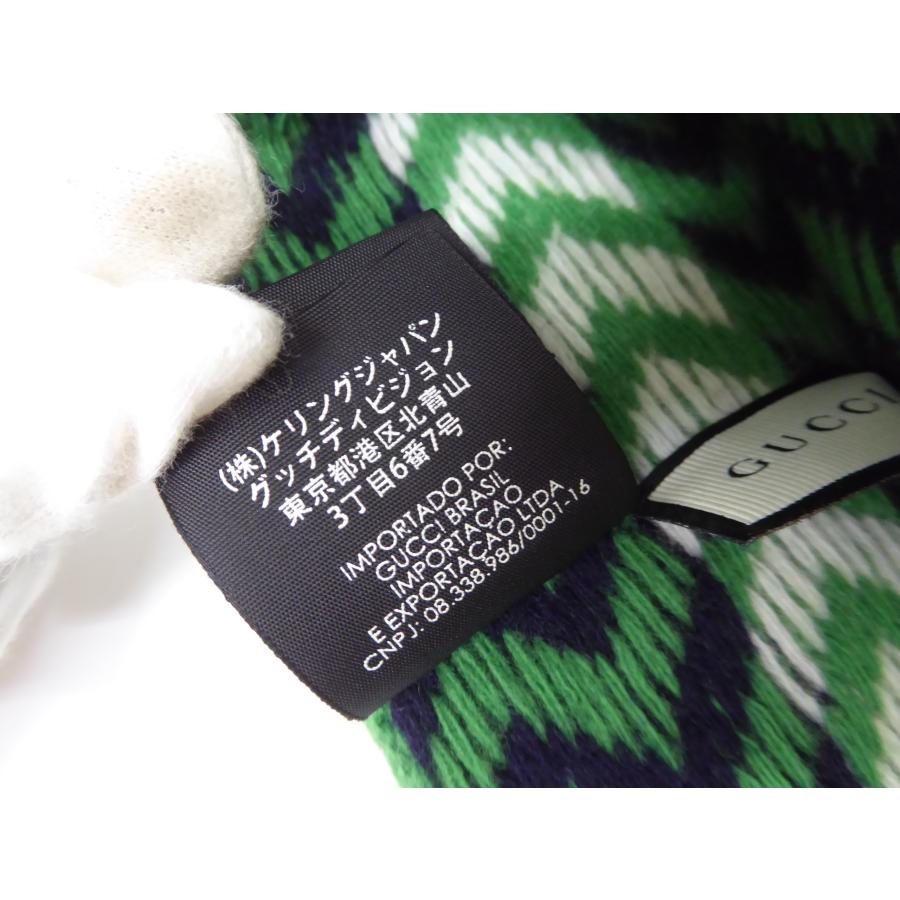 (株)ケリングジャパン
グッチディビジョン
東京都港区北青山
3丁目6番7号
IMPORTADO POR:
GUCCI BRASIL
IMPORTACAO
E EXPORTAÇAO LTDA
CNPJ: 08.338.986/0001-16
GUCCI